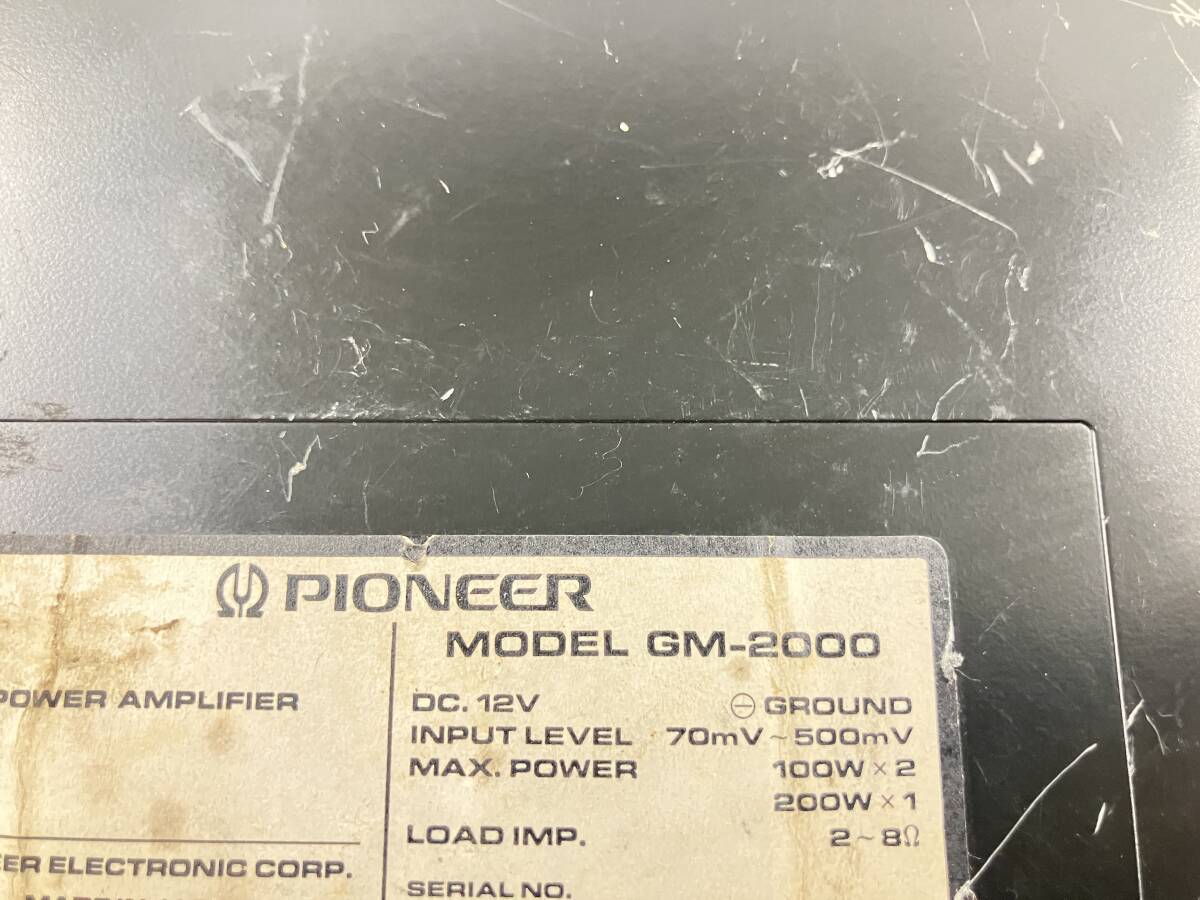 PIONEER
MODEL GM-2000
POWER AMPLIFIER
DC. 12V ⊖ GROUND
INPUT LEVEL 70mV~500mV
MAX. POWER 100W×2
200W×1
LOAD IMP. 2~8Ω
EER ELECTRONIC CORP.
SERIAL NO.